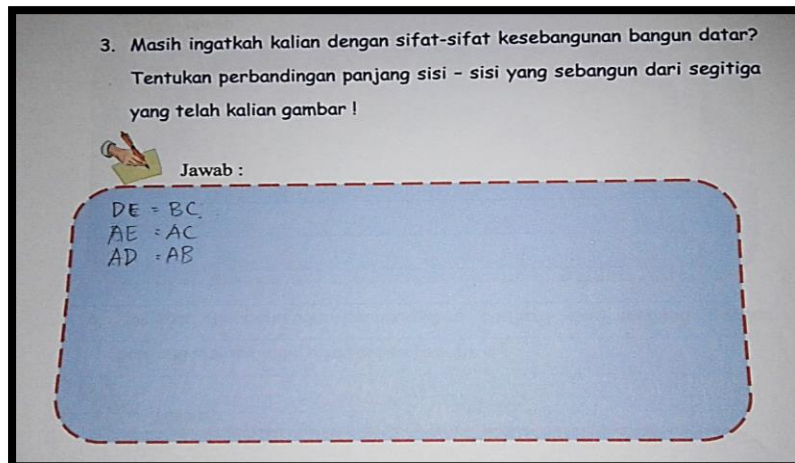 3. Masih ingatkah kalian dengan sifat-sifat kesebangunan bangun datar?
Tentukan perbandingan panjang sisi - sisi yang sebangun dari segitiga
yang telah kalian gambar !
Jawab :
DE = BC
AE = AC
AD = AB